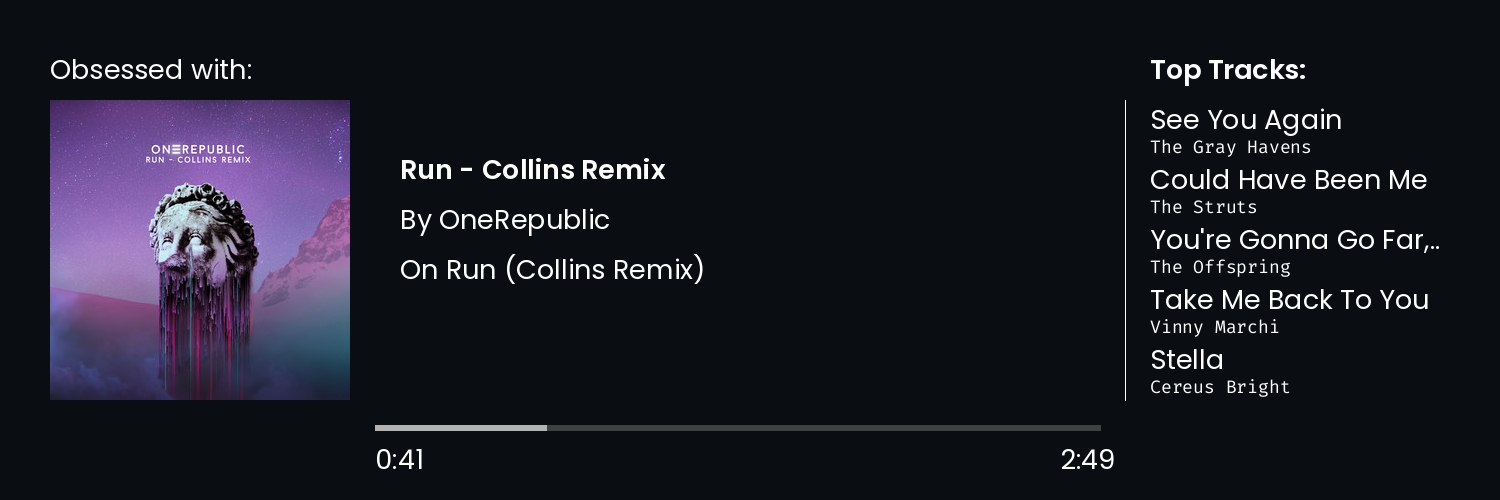 Obsessed with:
ONEREPUBLIC
RUN - COLLINS REMIX
Run - Collins Remix
By OneRepublic
On Run (Collins Remix)
0:41
2:49
Top Tracks:
See You Again
The Gray Havens
Could Have Been Me
The Struts
You're Gonna Go Far,..
The Offspring
Take Me Back To You
Vinny Marchi
Stella
Cereus Bright